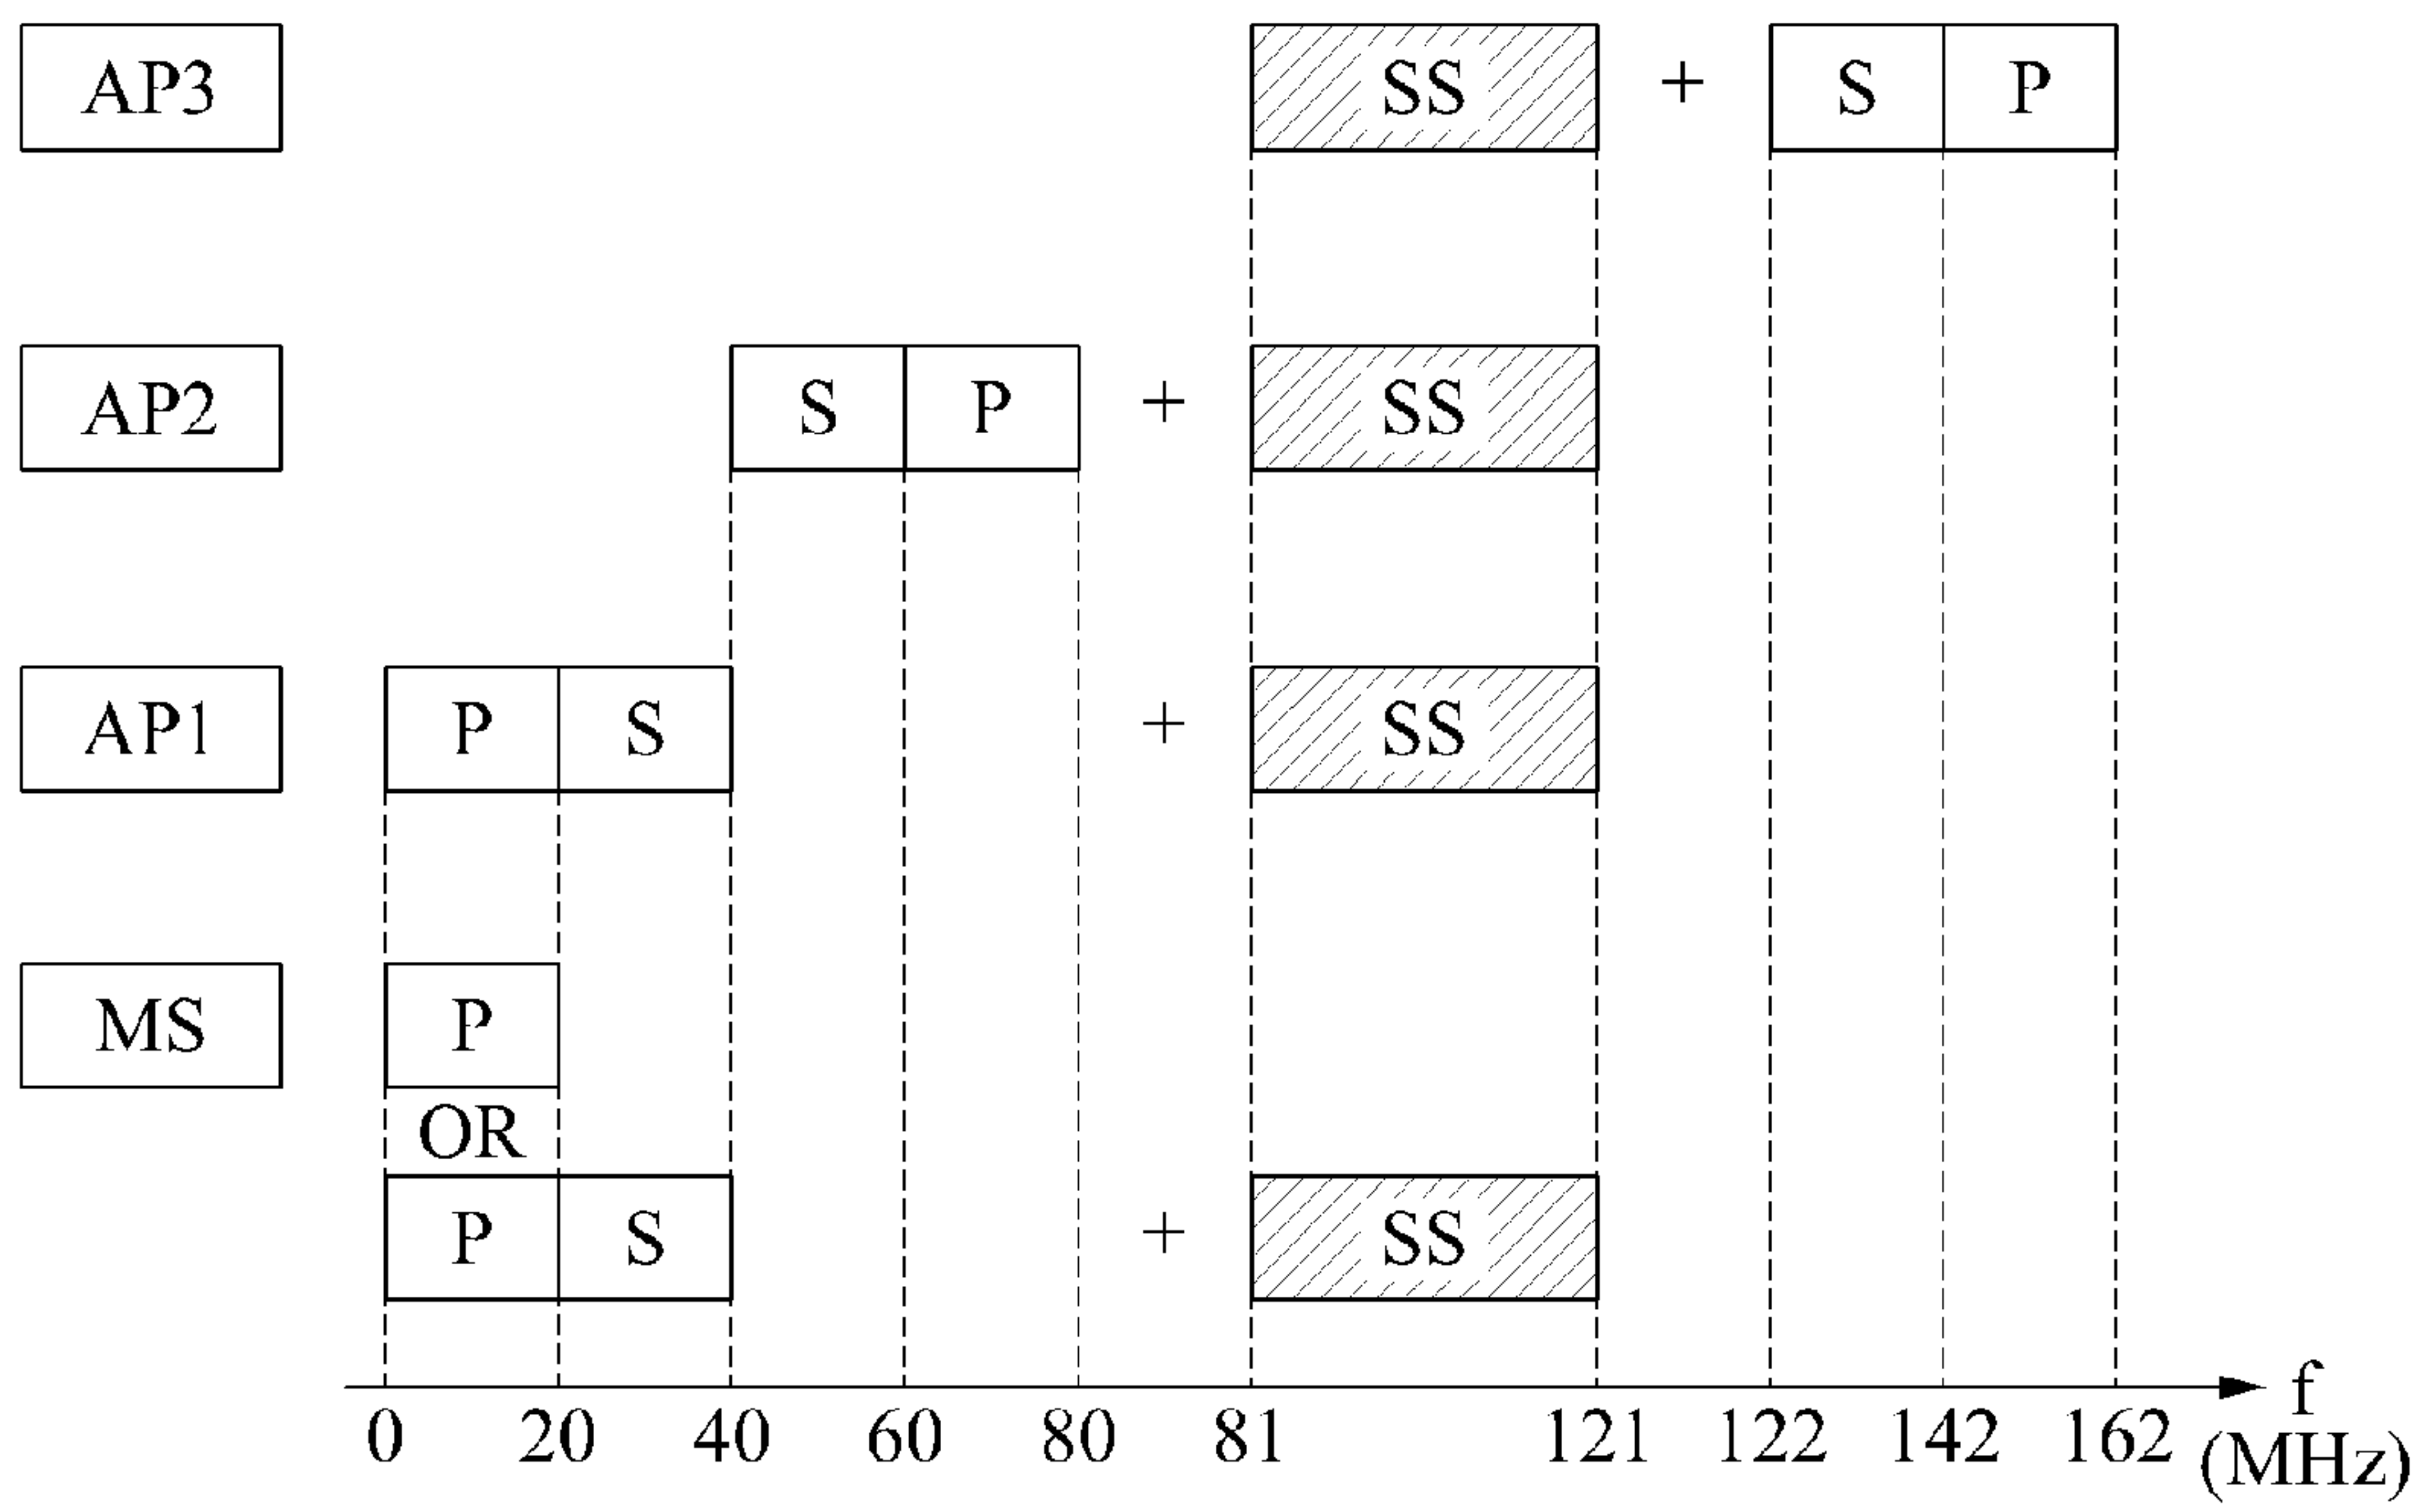 AP3 SS + S P
AP2 S P + SS
AP1 P S + SS
MS P
OR
P S + SS
0 20 40 60 80 81 121 122 142 162 f
(MHz)